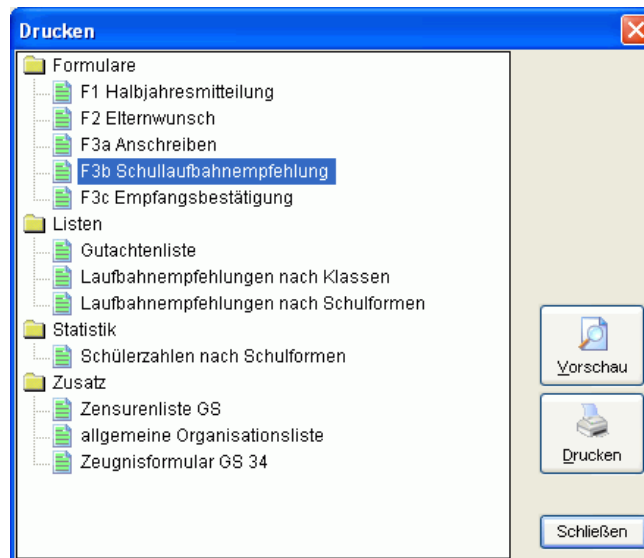 Drucken
Formulare
F1 Halbjahresmitteilung
F2 Elternwunsch
F3a Anschreiben
F3b Schullaufbahnempfehlung
F3c Empfangsbestätigung
Listen
Gutachtenliste
Laufbahnempfehlungen nach Klassen
Laufbahnempfehlungen nach Schulformen
Statistik
Schülerzahlen nach Schulformen
Zusatz
Zensurenliste GS
allgemeine Organisationsliste
Zeugnisformular GS 34
Vorschau
Drucken
Schließen